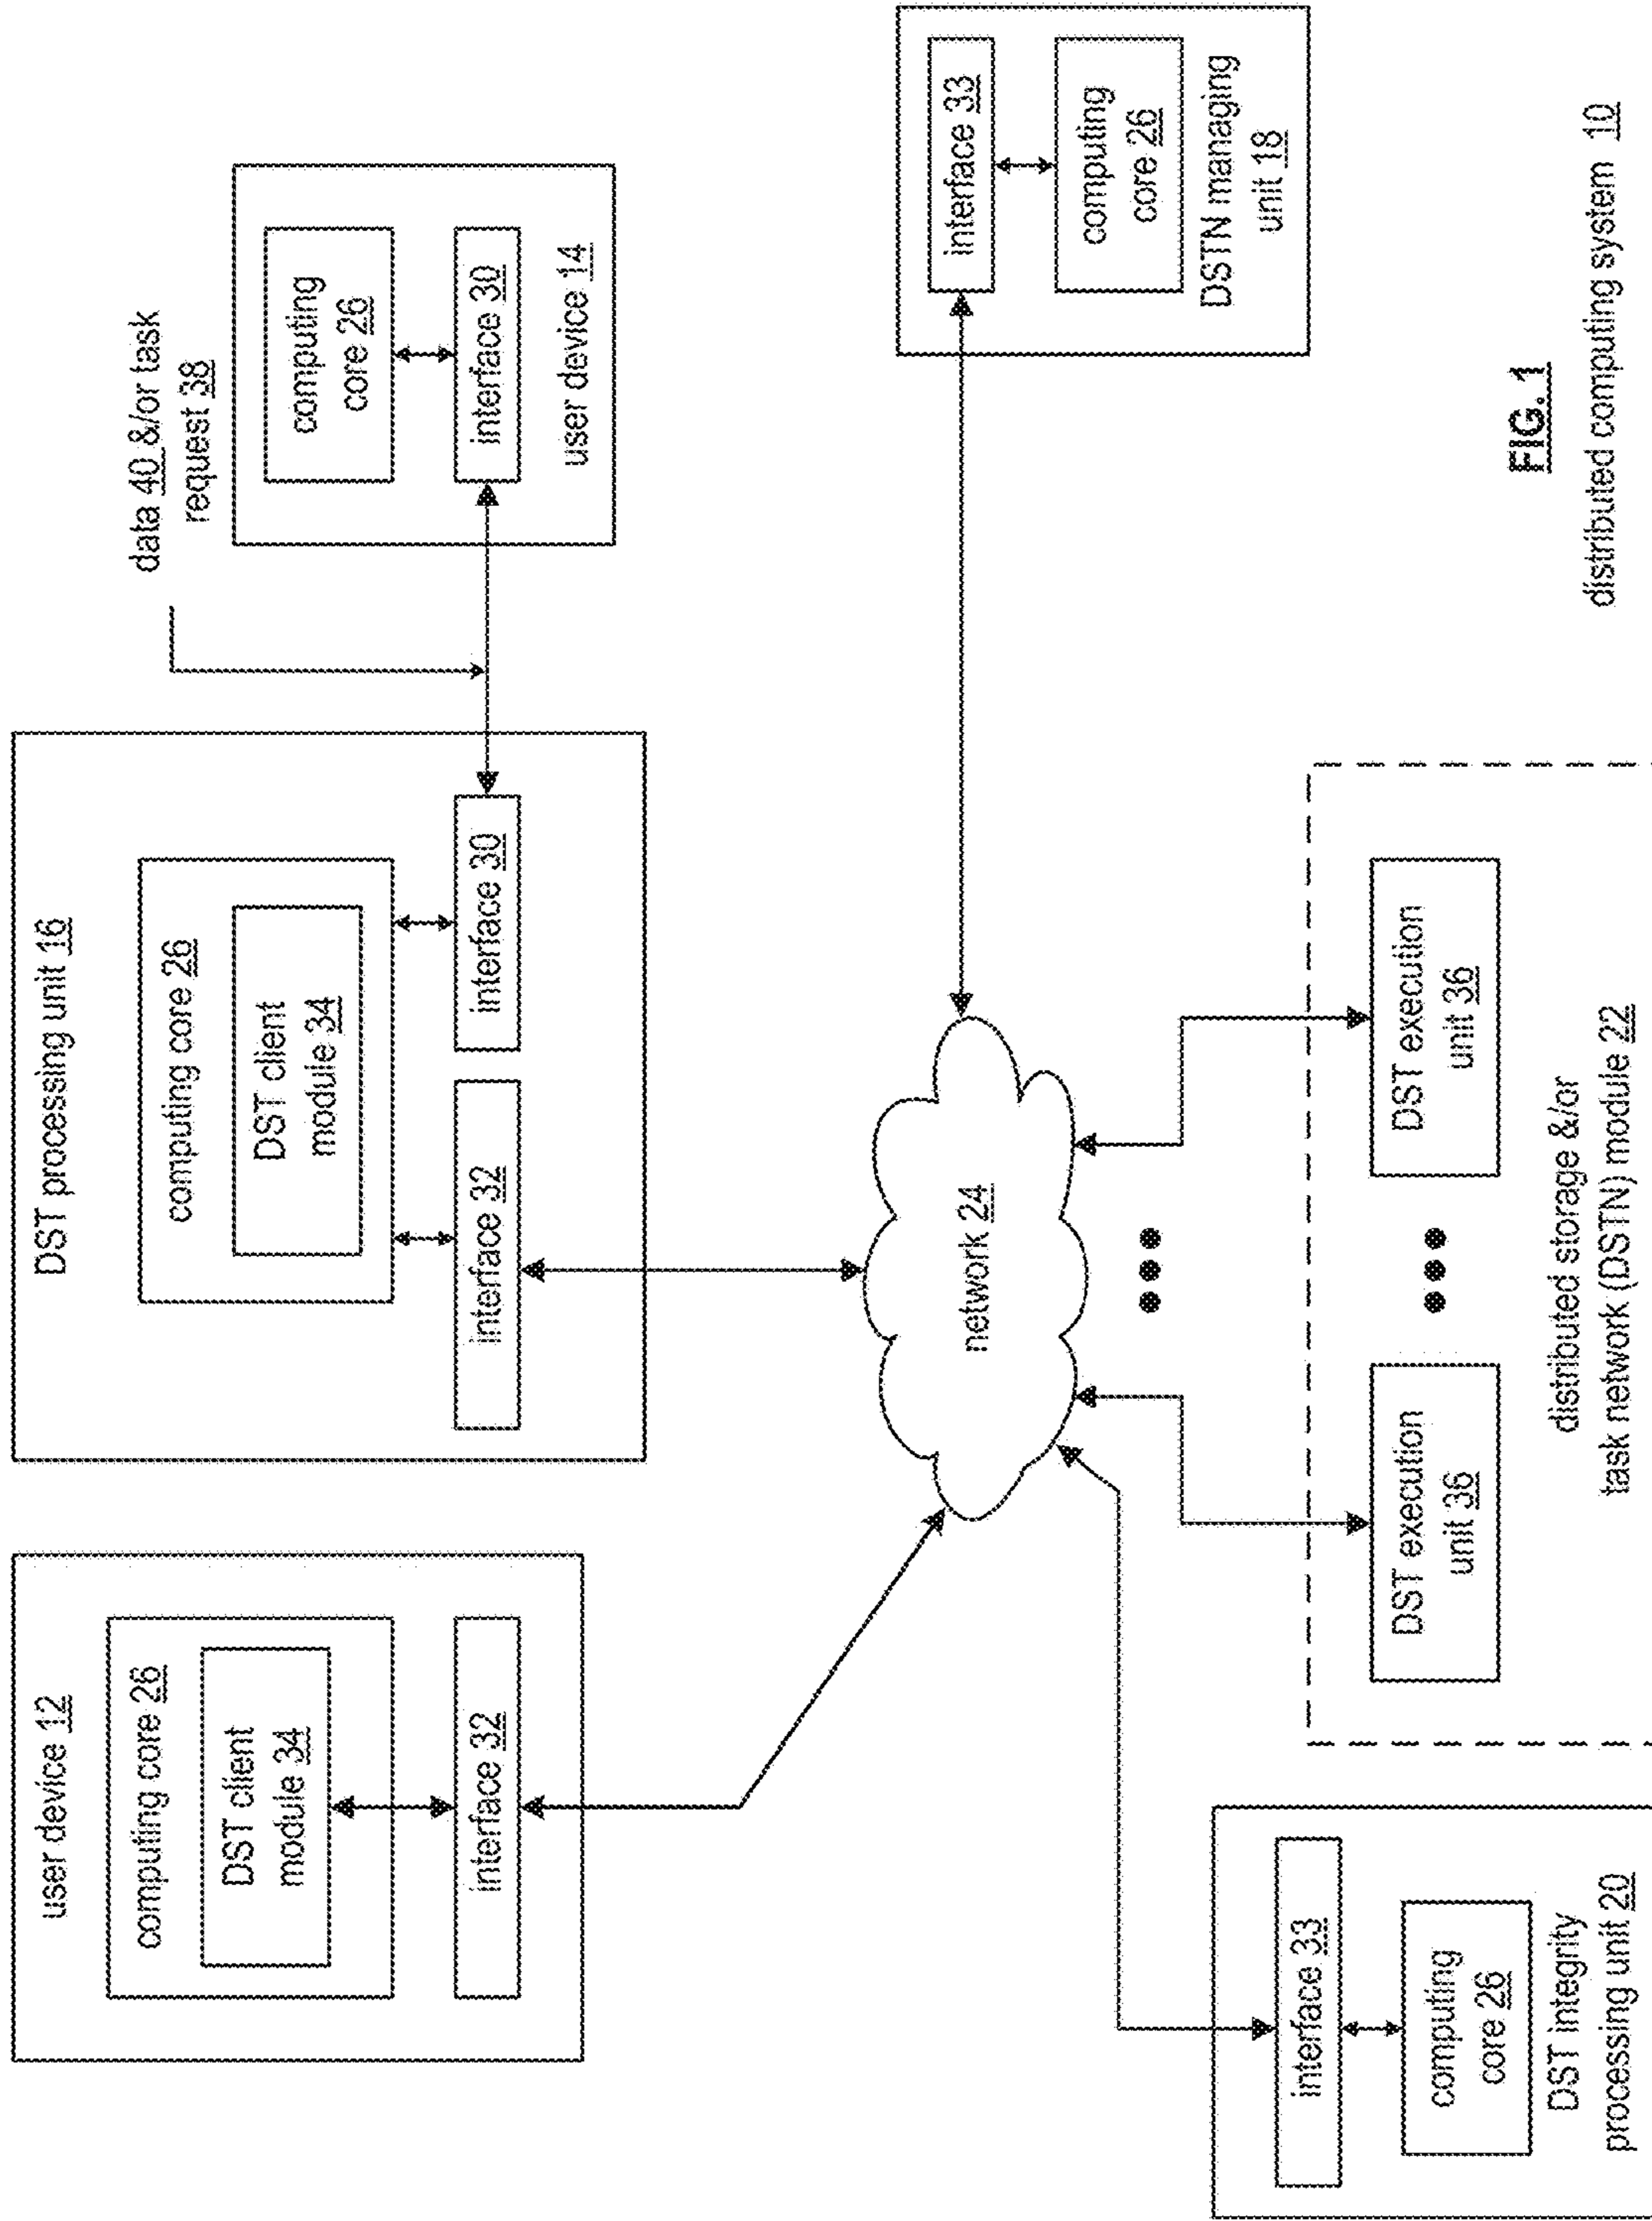 user device 12
computing core 26
DST client
module 34
interface 32
DST processing unit 16
computing core 26
DST client
module 34
interface 32
interface 30
data 40 &/or task
request 38
computing
core 26
interface 30
user device 14
network 24
interface 33
computing
core 26
DSTN managing
unit 18
interface 33
computing
core 26
DST integrity
processing unit 20
DST execution
unit 36
DST execution
unit 36
distributed storage &/or
task network (DSTN) module 22
FIG. 1
distributed computing system 10